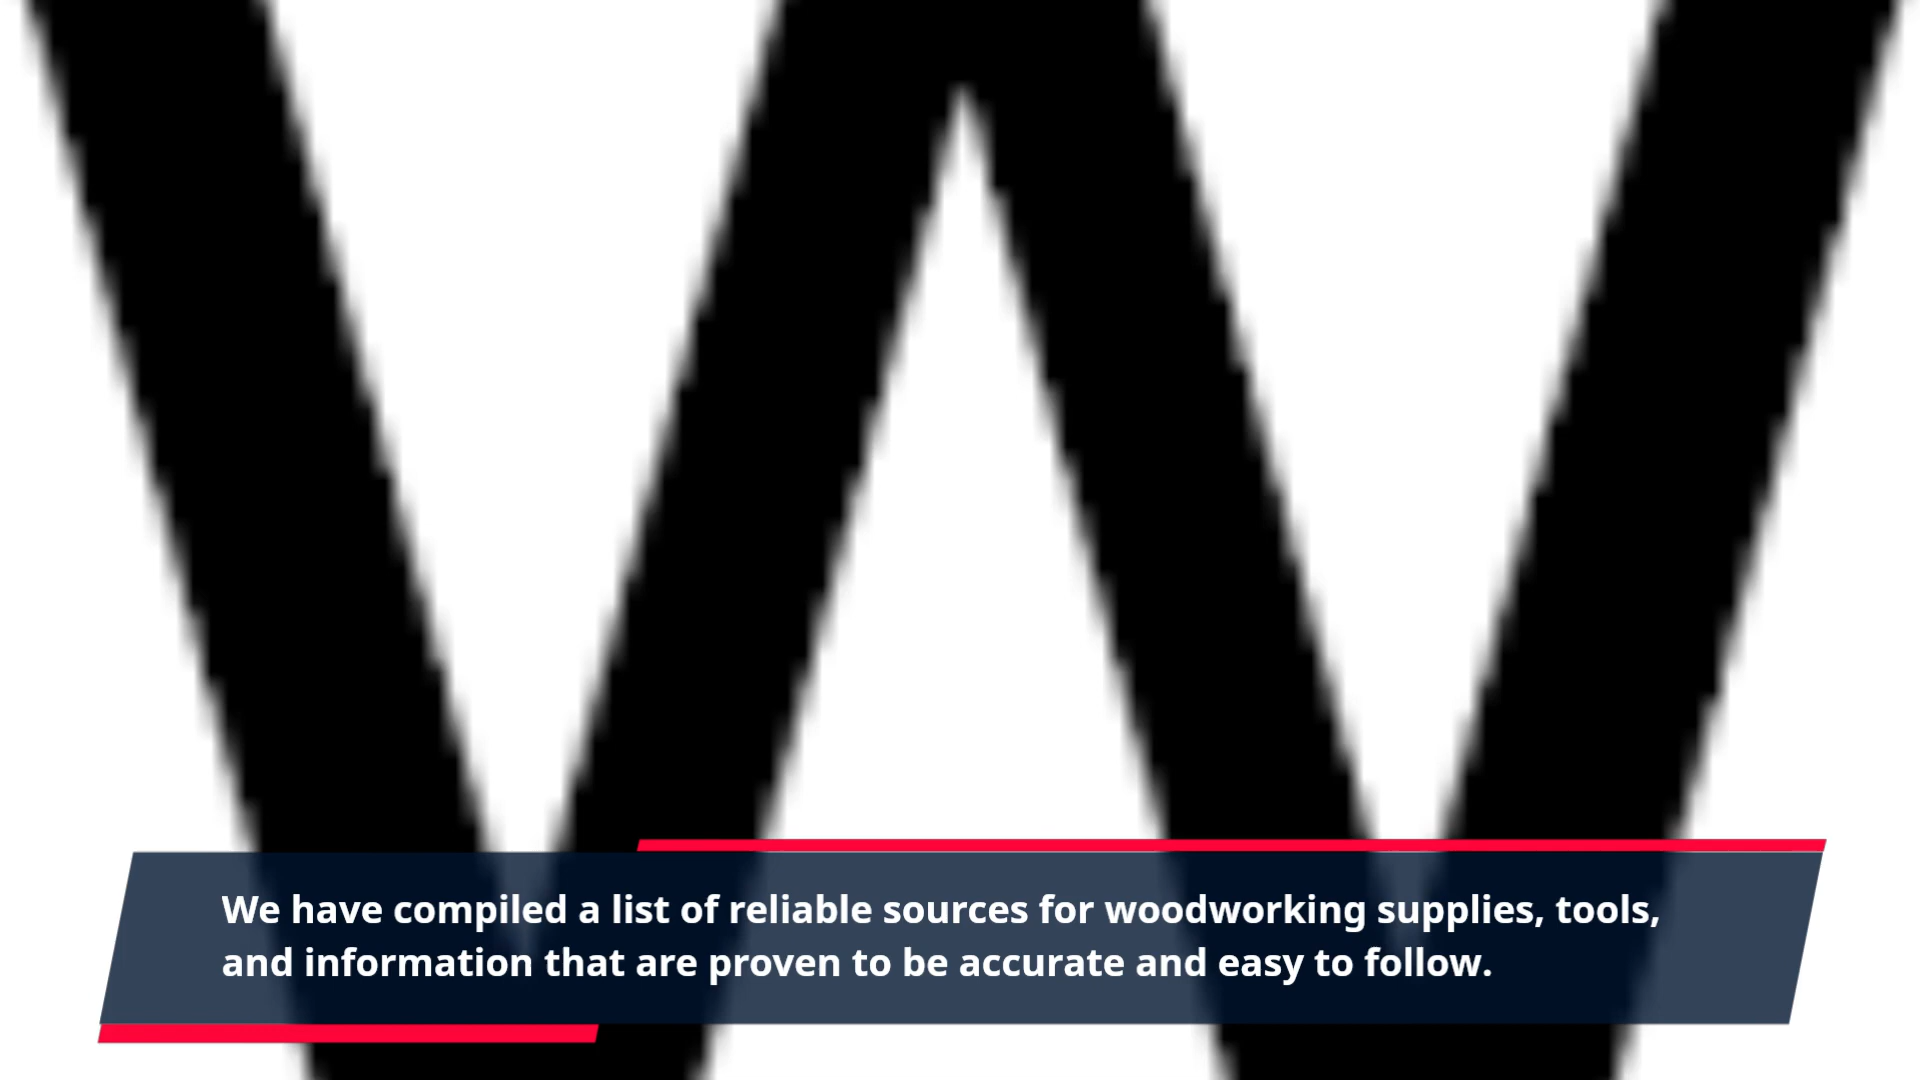 W
We have compiled a list of reliable sources for woodworking supplies, tools,
and information that are proven to be accurate and easy to follow.